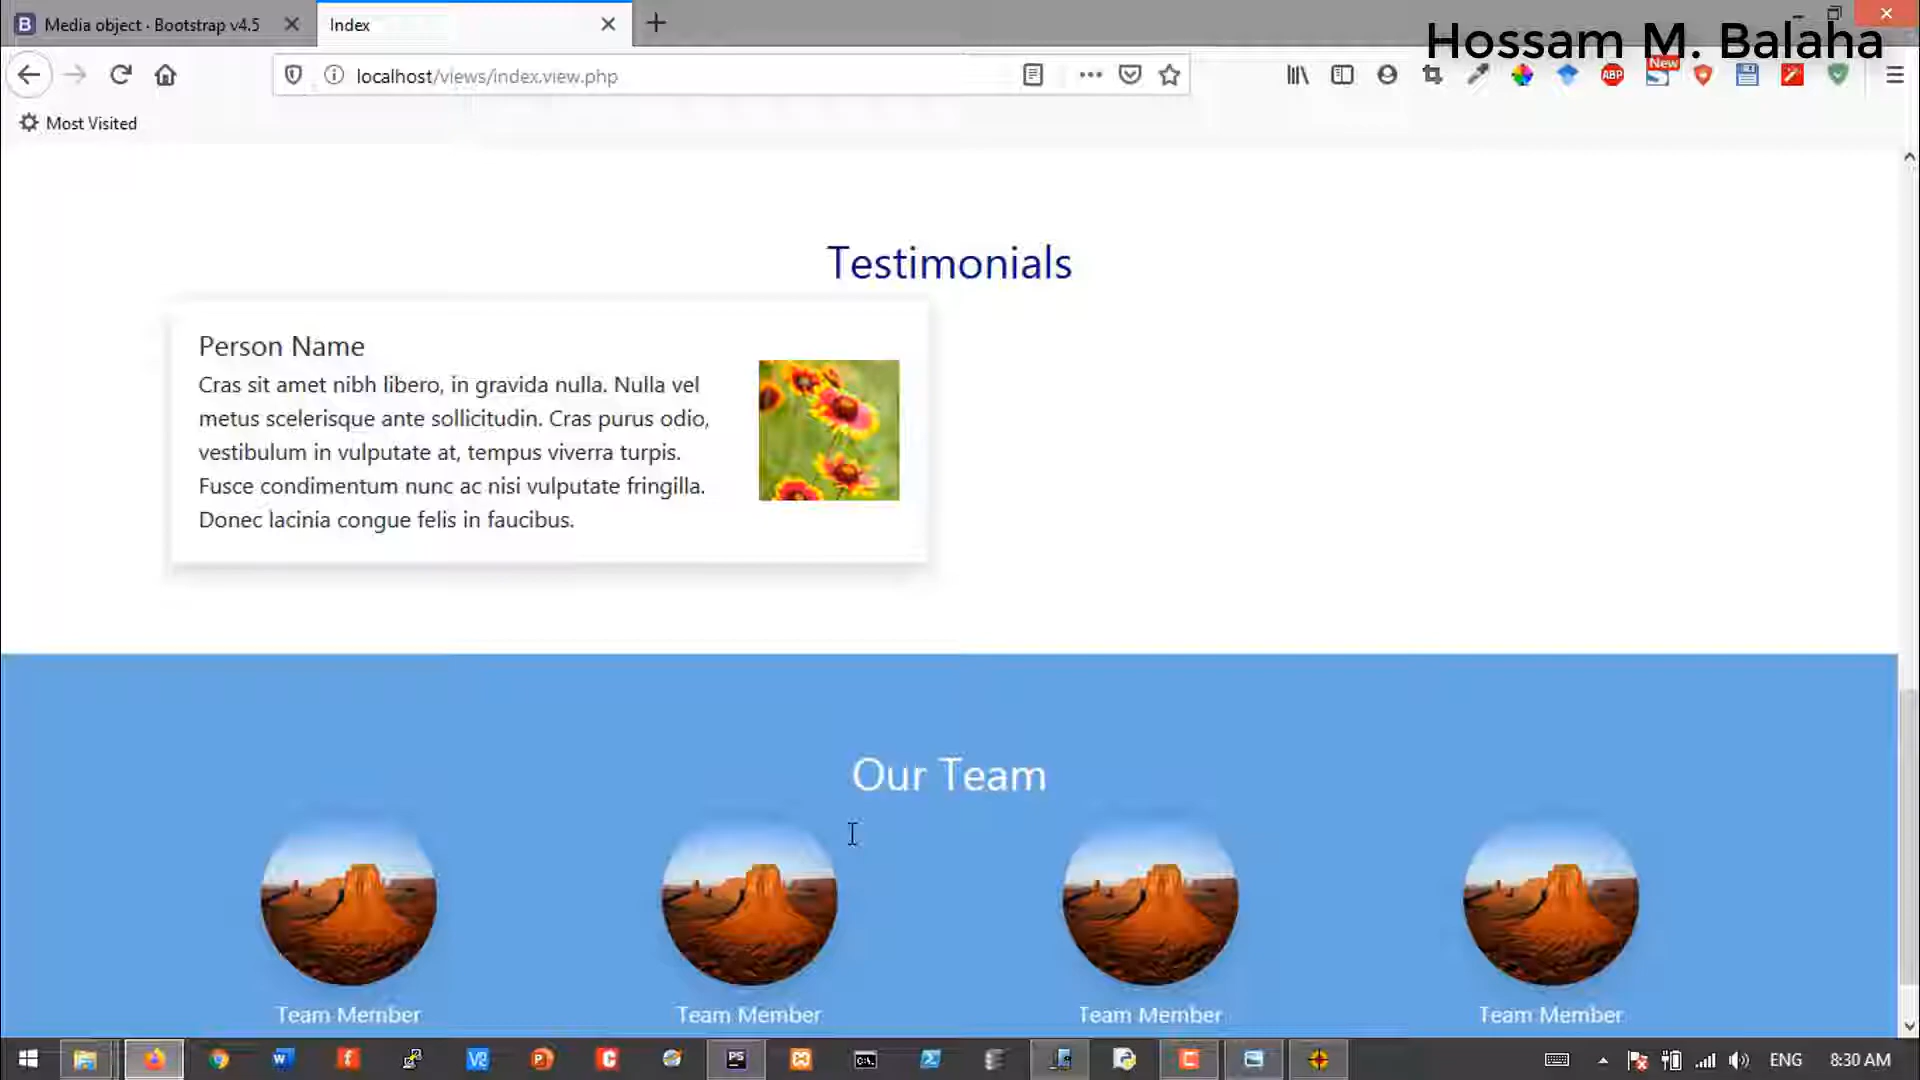 Media object · Bootstrap v4.5
Index
Hossam M. Balaha
localhost/views/index.view.php
ABP
New
Most Visited
Testimonials
Person Name
Cras sit amet nibh libero, in gravida nulla. Nulla vel
metus scelerisque ante sollicitudin. Cras purus odio,
vestibulum in vulputate at, tempus viverra turpis.
Fusce condimentum nunc ac nisi vulputate fringilla.
Donec lacinia congue felis in faucibus.
Our Team
Team Member
Team Member
Team Member
Team Member
ENG
8:30 AM